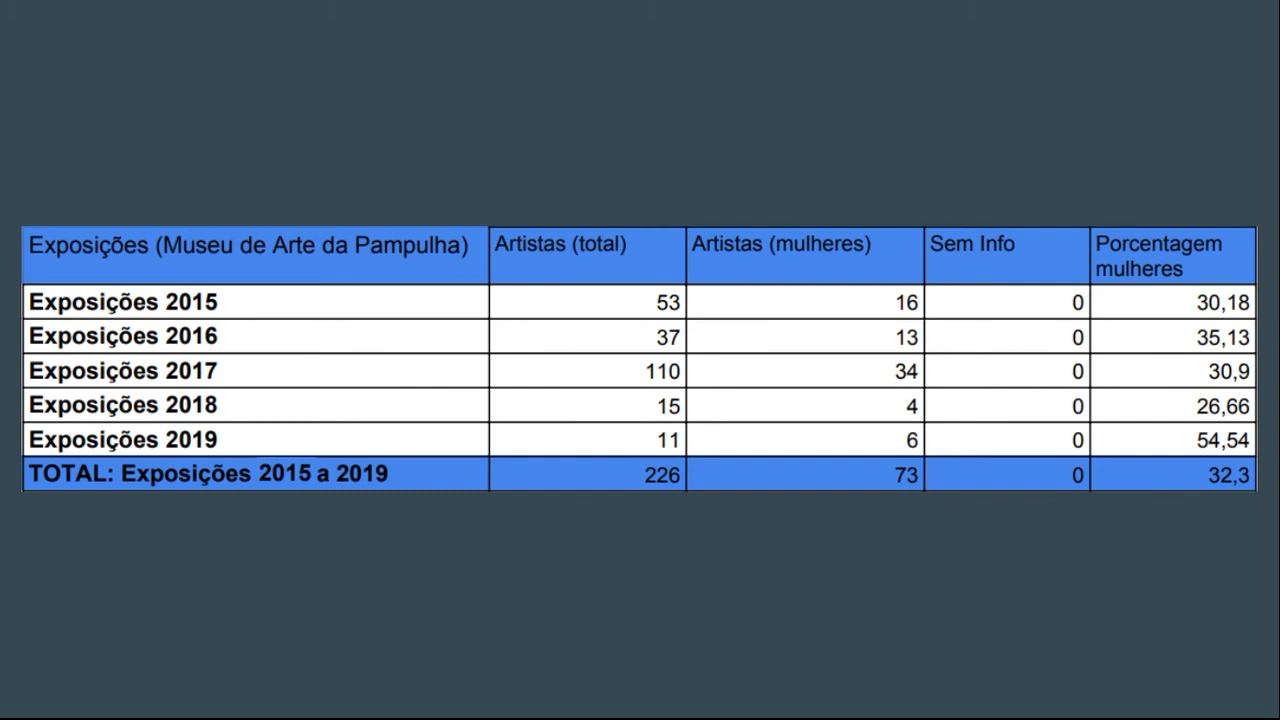 Exposições (Museu de Arte da Pampulha) Artistas (total) Artistas (mulheres) Sem Info Porcentagem mulheres
Exposições 2015 53 16 0 30,18
Exposições 2016 37 13 0 35,13
Exposições 2017 110 34 0 30,9
Exposições 2018 15 4 0 26,66
Exposições 2019 11 6 0 54,54
TOTAL: Exposições 2015 a 2019 226 73 0 32,3